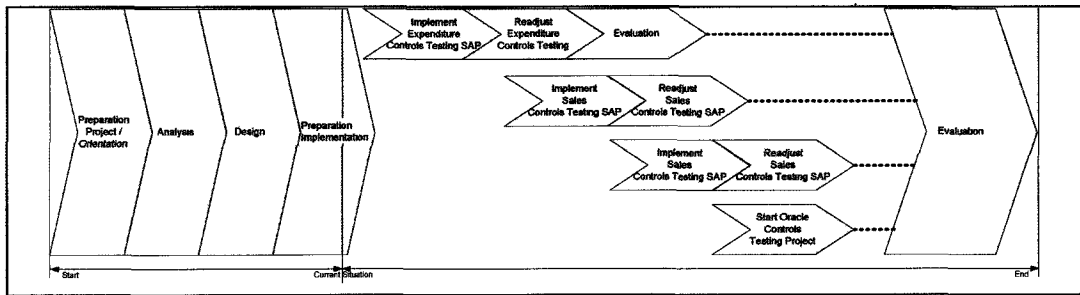 Preparation
Project /
Orientation
Analysis
Design
Preparation
Implementation
Implement
Expenditure
Controls Testing SAP
Readjust
Expenditure
Controls Testing
Evaluation
Implement
Sales
Controls Testing SAP
Readjust
Sales
Controls Testing SAP
Implement
Sales
Controls Testing SAP
Readjust
Sales
Controls Testing SAP
Start Oracle
Controls
Testing Project
Evaluation
Start
Current Situation
End